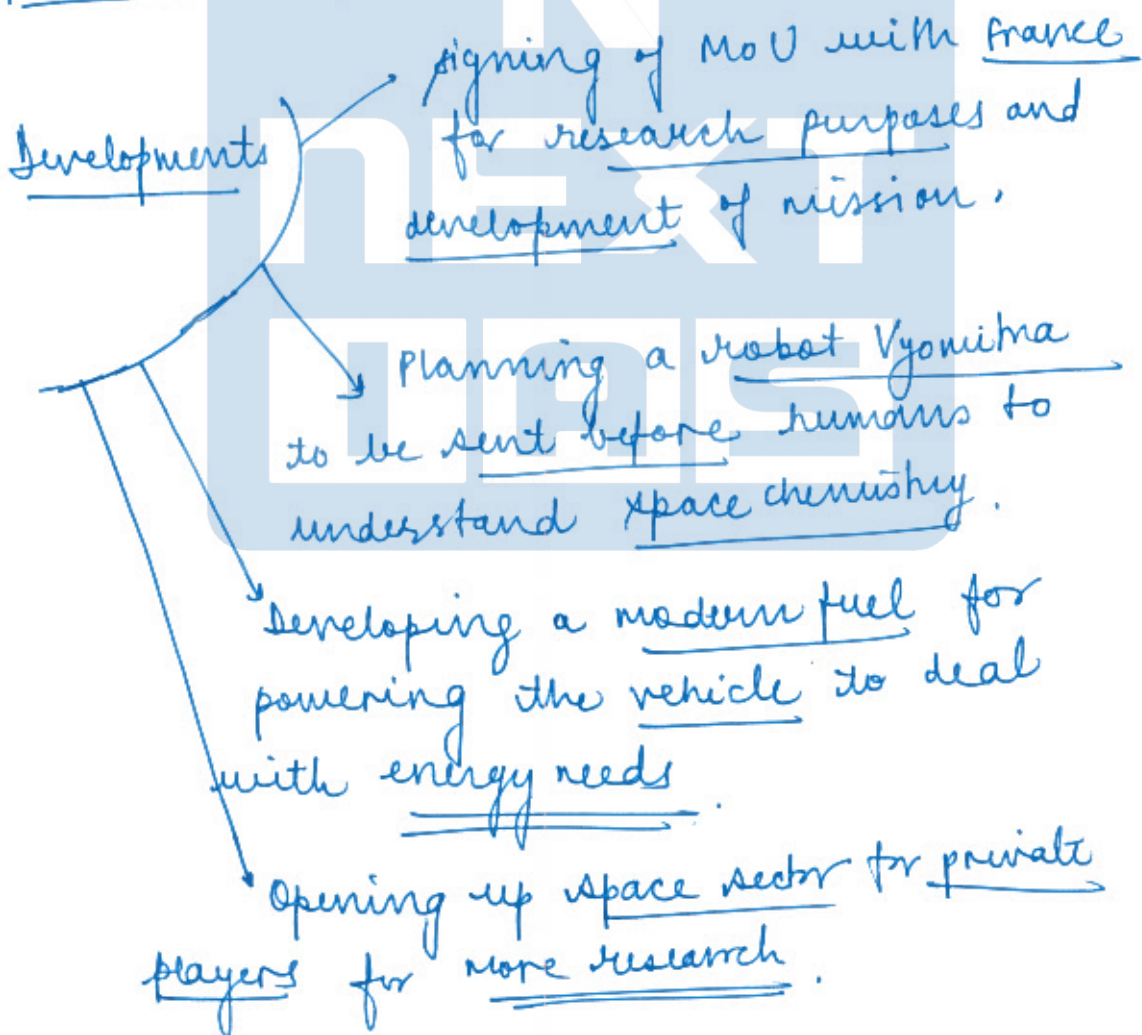 Developments
signing of MoU with France
for research purposes and
development of mission.
Planning a robot Vyomitra
to be sent before humans to
understand space chemistry.
Developing a modern fuel for
powering the vehicle to deal
with energy needs.
Opening up space sector for private
players for more research.
NEXT
IAS